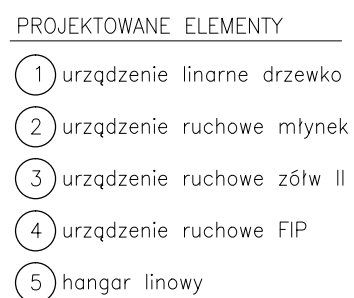 PROJEKTOWANE ELEMENTY
1 urządzenie linarne drzewko
2 urządzenie ruchowe młynek
3 urządzenie ruchowe zółw II
4 urządzenie ruchowe FIP
5 hangar linowy